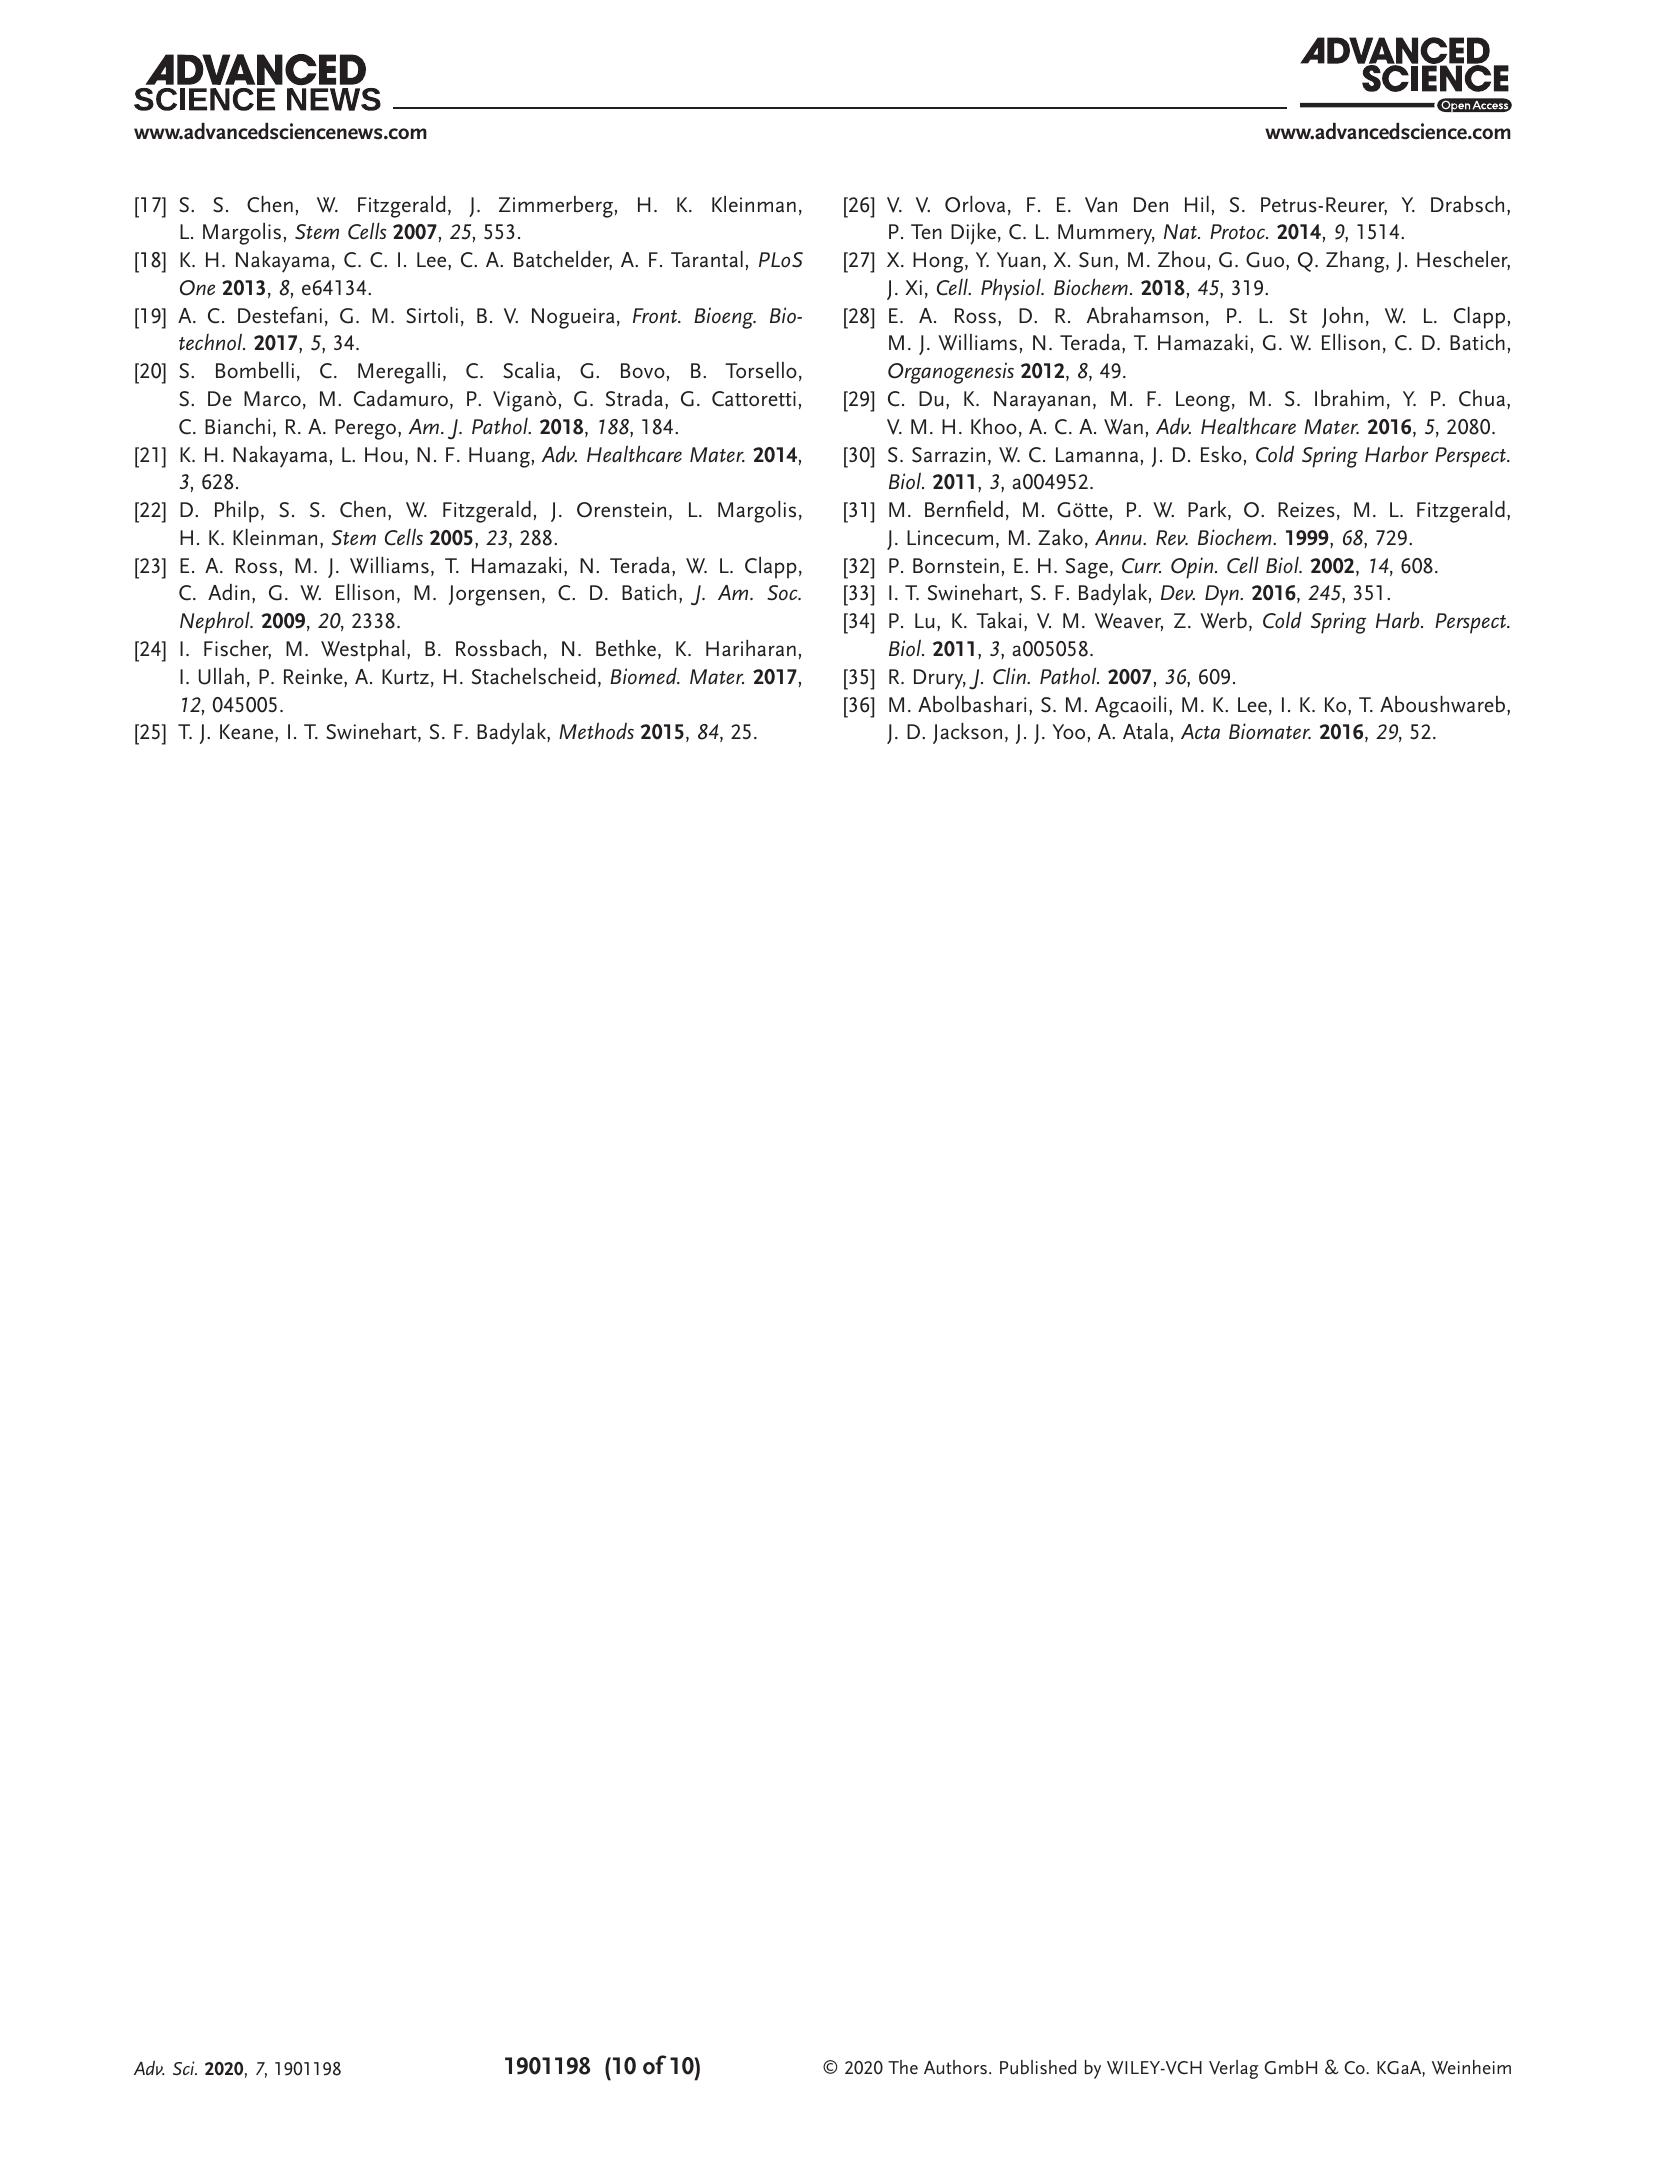 ADVANCED
SCIENCE NEWS
www.advancedsciencenews.com
ADVANCED
SCIENCE
Open Access
www.advancedscience.com
[17] S. S. Chen, W. Fitzgerald, J. Zimmerberg, H. K. Kleinman,
L. Margolis, Stem Cells 2007, 25, 553.
[18] K. H. Nakayama, C. C. I. Lee, C. A. Batchelder, A. F. Tarantal, PLoS
One 2013, 8, e64134.
[19] A. C. Destefani, G. M. Sirtoli, B. V. Nogueira, Front. Bioeng. Bio-
technol. 2017, 5, 34.
[20] S. Bombelli, C. Meregalli, C. Scalia, G. Bovo, B. Torsello,
S. De Marco, M. Cadamuro, P. Viganò, G. Strada, G. Cattoretti,
C. Bianchi, R. A. Perego, Am. J. Pathol. 2018, 188, 184.
[21] K. H. Nakayama, L. Hou, N. F. Huang, Adv. Healthcare Mater. 2014,
3, 628.
[22] D. Philp, S. S. Chen, W. Fitzgerald, J. Orenstein, L. Margolis,
H. K. Kleinman, Stem Cells 2005, 23, 288.
[23] E. A. Ross, M. J. Williams, T. Hamazaki, N. Terada, W. L. Clapp,
C. Adin, G. W. Ellison, M. Jorgensen, C. D. Batich, J. Am. Soc.
Nephrol. 2009, 20, 2338.
[24] I. Fischer, M. Westphal, B. Rossbach, N. Bethke, K. Hariharan,
I. Ullah, P. Reinke, A. Kurtz, H. Stachelscheid, Biomed. Mater. 2017,
12, 045005.
[25] T. J. Keane, I. T. Swinehart, S. F. Badylak, Methods 2015, 84, 25.
[26] V. V. Orlova, F. E. Van Den Hil, S. Petrus-Reurer, Y. Drabsch,
P. Ten Dijke, C. L. Mummery, Nat. Protoc. 2014, 9, 1514.
[27] X. Hong, Y. Yuan, X. Sun, M. Zhou, G. Guo, Q. Zhang, J. Hescheler,
J. Xi, Cell. Physiol. Biochem. 2018, 45, 319.
[28] E. A. Ross, D. R. Abrahamson, P. L. St John, W. L. Clapp,
M. J. Williams, N. Terada, T. Hamazaki, G. W. Ellison, C. D. Batich,
Organogenesis 2012, 8, 49.
[29] C. Du, K. Narayanan, M. F. Leong, M. S. Ibrahim, Y. P. Chua,
V. M. H. Khoo, A. C. A. Wan, Adv. Healthcare Mater. 2016, 5, 2080.
[30] S. Sarrazin, W. C. Lamanna, J. D. Esko, Cold Spring Harbor Perspect.
Biol. 2011, 3, a004952.
[31] M. Bernfield, M. Götte, P. W. Park, O. Reizes, M. L. Fitzgerald,
J. Lincecum, M. Zako, Annu. Rev. Biochem. 1999, 68, 729.
[32] P. Bornstein, E. H. Sage, Curr. Opin. Cell Biol. 2002, 14, 608.
[33] I. T. Swinehart, S. F. Badylak, Dev. Dyn. 2016, 245, 351.
[34] P. Lu, K. Takai, V. M. Weaver, Z. Werb, Cold Spring Harb. Perspect.
Biol. 2011, 3, a005058.
[35] R. Drury, J. Clin. Pathol. 2007, 36, 609.
[36] M. Abolbashari, S. M. Agcaoili, M. K. Lee, I. K. Ko, T. Aboushwareb,
J. D. Jackson, J. J. Yoo, A. Atala, Acta Biomater. 2016, 29, 52.
Adv. Sci. 2020, 7, 1901198
1901198 (10 of 10)
© 2020 The Authors. Published by WILEY-VCH Verlag GmbH & Co. KGaA, Weinheim